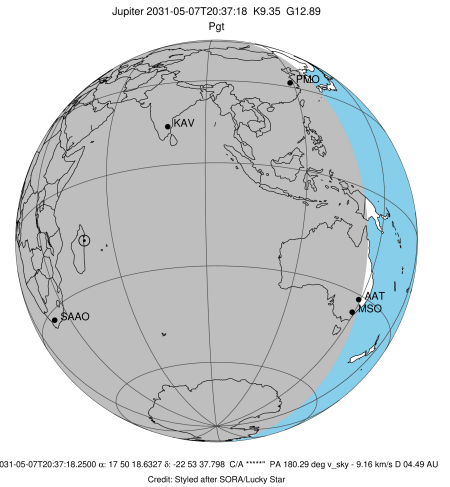 Jupiter 2031-05-07T20:37:18 K9.35 G12.89
Pgt
PMO
KAV
AAT
MSO
SAAO
031-05-07T20:37:18.2500 α: 17 50 18.6327 δ: -22 53 37.798 C/A *****" PA 180.29 deg v_sky - 9.16 km/s D 04.49 AU
Credit: Styled after SORA/Lucky Star